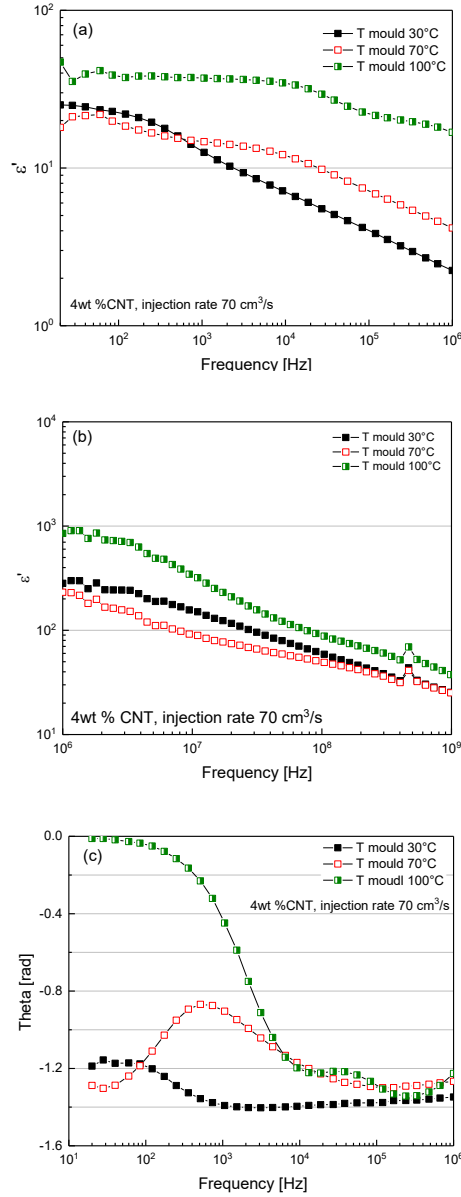 10²
(a)
T mould 30°C
T mould 70°C
T mould 100°C
10¹
ε'
4wt %CNT, injection rate 70 cm³/s
10⁰
10² 10³ 10⁴ 10⁵ 10⁶
Frequency [Hz]
10⁴
(b)
T mould 30°C
T mould 70°C
T mould 100°C
10³
ε'
10²
4wt % CNT, injection rate 70 cm³/s
10¹
10⁶ 10⁷ 10⁸ 10⁹
Frequency [Hz]
0.0
(c)
T mould 30°C
T mould 70°C
T moudl 100°C
4wt %CNT, injection rate 70 cm³/s
-0.4
Theta [rad]
-0.8
-1.2
-1.6
10¹ 10² 10³ 10⁴ 10⁵ 10⁶
Frequency [Hz]